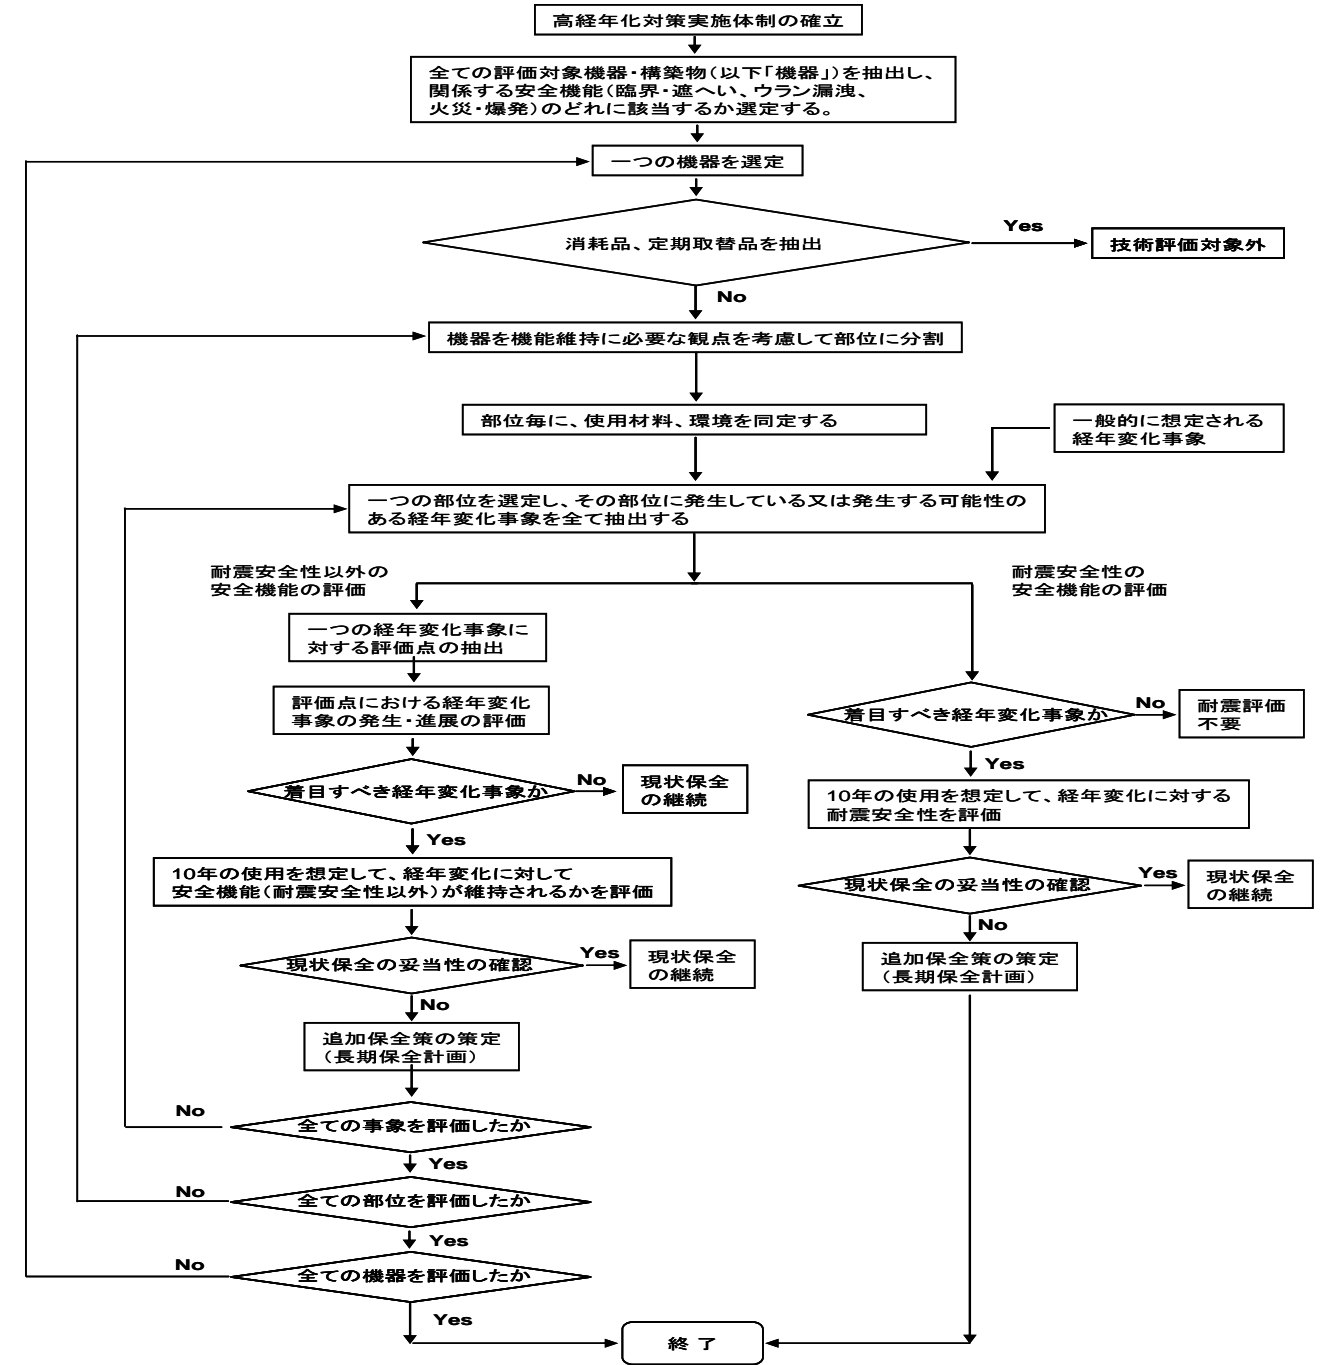 高経年化対策実施体制の確立
全ての評価対象機器・構築物(以下「機器」)を抽出し、
関係する安全機能(臨界・遮へい、ウラン漏洩、
火災・爆発)のどれに該当するか選定する。
一つの機器を選定
消耗品、定期取替品を抽出
Yes
技術評価対象外
No
機器を機能維持に必要な観点を考慮して部位に分割
部位毎に、使用材料、環境を同定する
一般的に想定される
経年変化事象
一つの部位を選定し、その部位に発生している又は発生する可能性の
ある経年変化事象を全て抽出する
耐震安全性以外の
安全機能の評価
耐震安全性の
安全機能の評価
一つの経年変化事象に
対する評価点の抽出
評価点における経年変化
事象の発生・進展の評価
着目すべき経年変化事象か
No
現状保全
の継続
Yes
10年の使用を想定して、経年変化に対して
安全機能(耐震安全性以外)が維持されるかを評価
現状保全の妥当性の確認
Yes
現状保全
の継続
No
追加保全策の策定
(長期保全計画)
着目すべき経年変化事象か
No
耐震評価
不要
Yes
10年の使用を想定して、経年変化に対する
耐震安全性を評価
現状保全の妥当性の確認
Yes
現状保全
の継続
No
追加保全策の策定
(長期保全計画)
No
全ての事象を評価したか
Yes
No
全ての部位を評価したか
Yes
No
全ての機器を評価したか
Yes
終了